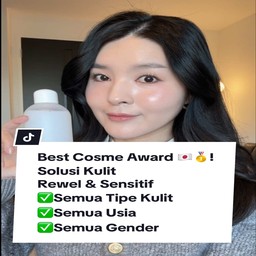 Best Cosme Award 🇯🇵🥇!
Solusi Kulit
Rewel & Sensitif
✅Semua Tipe Kulit
✅Semua Usia
✅Semua Gender